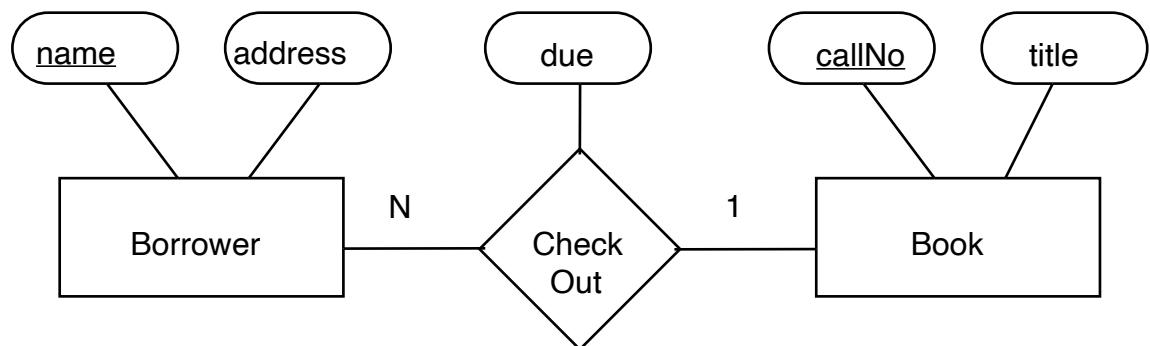 name
address
due
callNo
title
N
1
Borrower
Check
Out
Book